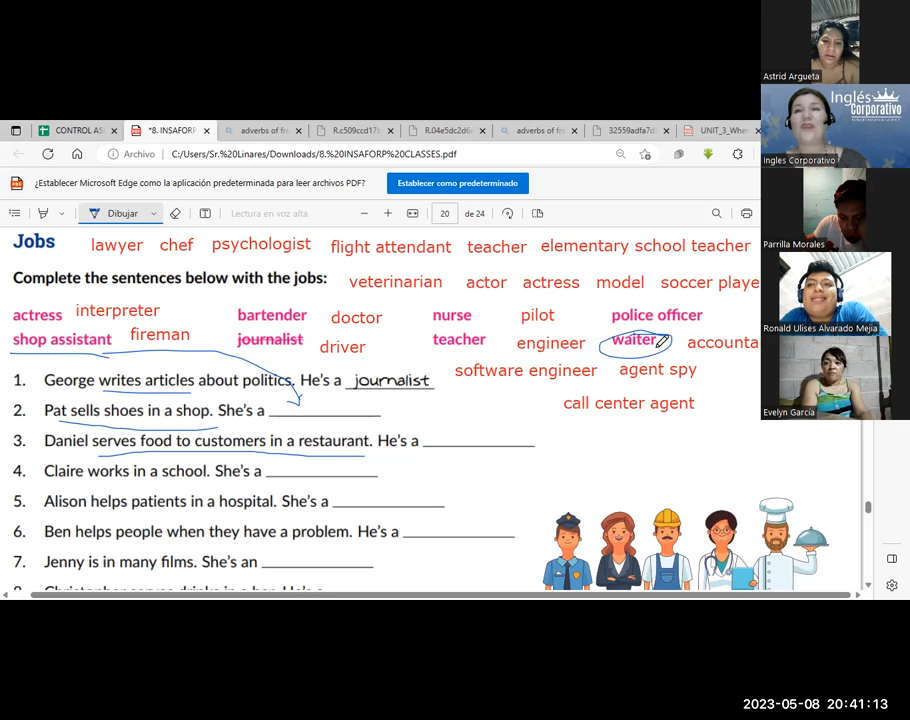 CONTROL AS
*8. INSAFORP
adverbs of fre
R.c509ccd17b
R.04e5dc2d6
adverbs of fr
32559adfa7d
UNIT_3_Whe
Archivo
C:/Users/Sr.%20Linares/Downloads/8.%20INSAFORP%20CLASSES.pdf
¿Establecer Microsoft Edge como la aplicación predeterminada para leer archivos PDF?
Establecer como predeterminado
Dibujar
Lectura en voz alta
20 de 24
Jobs lawyer chef psychologist flight attendant teacher elementary school teacher
Complete the sentences below with the jobs: veterinarian actor actress model soccer playe
actress interpreter bartender doctor nurse pilot police officer
shop assistant fireman journalist driver teacher engineer waiter accounta
software engineer agent spy
call center agent
1. George writes articles about politics. He's a journalist
2. Pat sells shoes in a shop. She's a
3. Daniel serves food to customers in a restaurant. He's a
4. Claire works in a school. She's a
5. Alison helps patients in a hospital. She's a
6. Ben helps people when they have a problem. He's a
7. Jenny is in many films. She's an
Astrid Argueta
Inglés Corporativo
Ingles Corporativo
Parrilla Morales
Ronald Ulises Alvarado Mejia
Evelyn García
2023-05-08 20:41:13